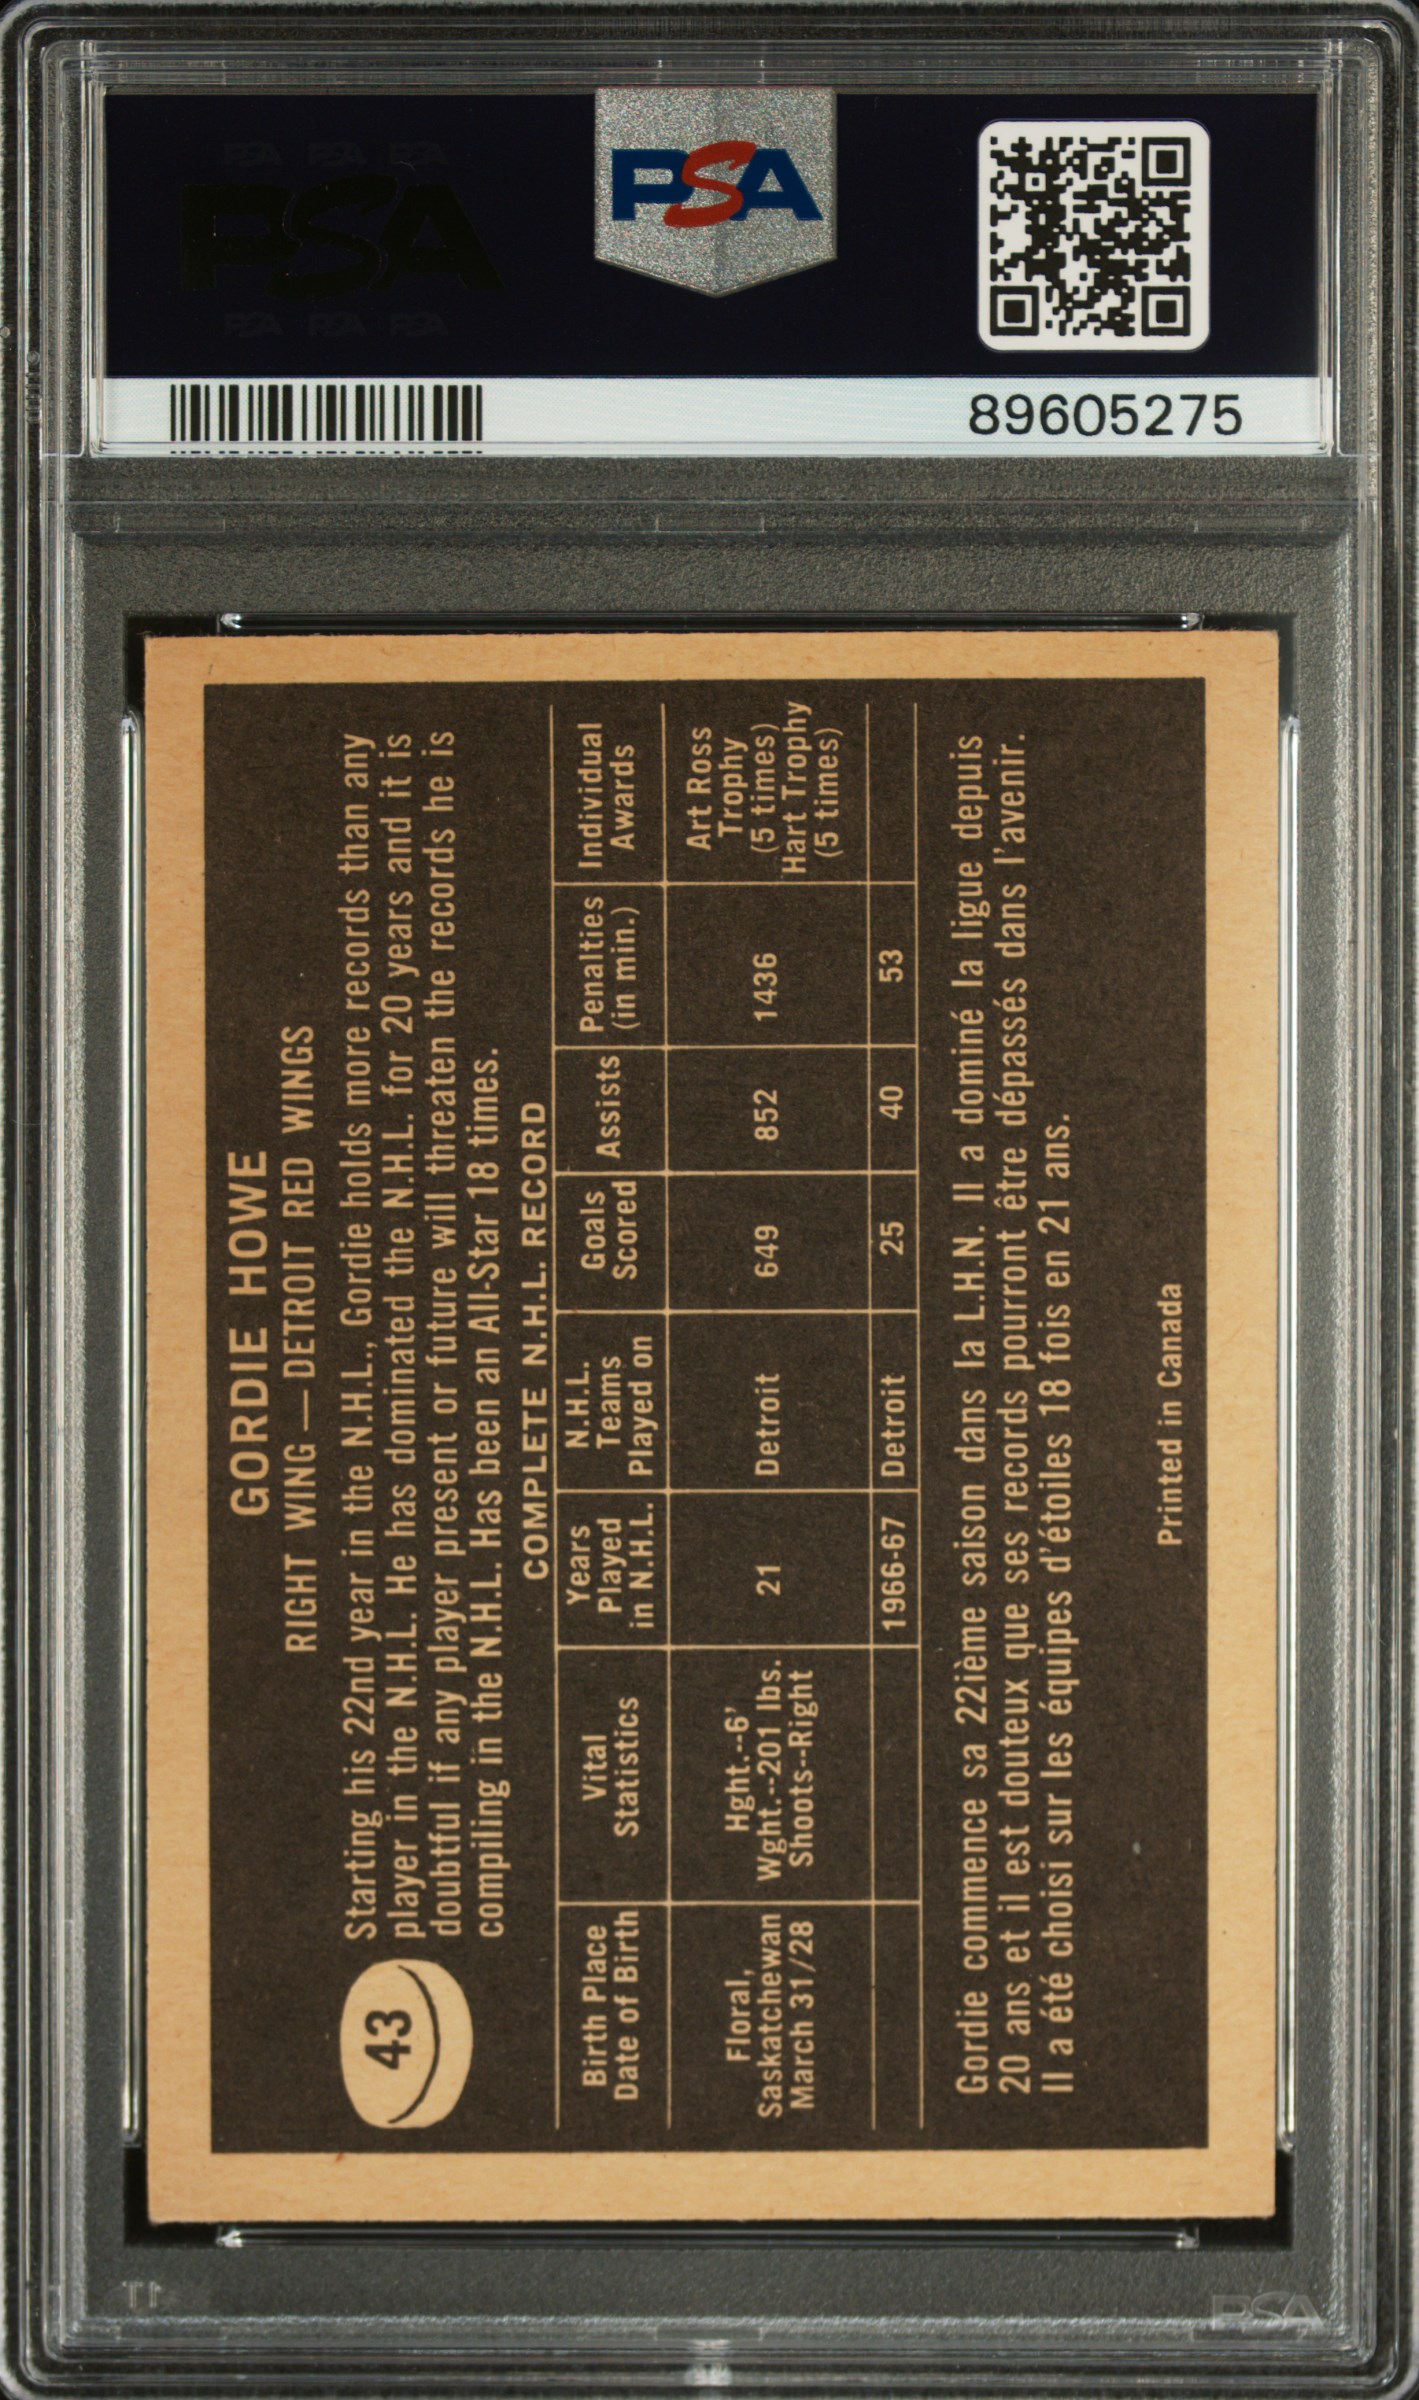 PSA PSA PSA
PSA
PSA PSA PSA
PSA
89605275
GORDIE HOWE
RIGHT WING — DETROIT RED WINGS
43
Starting his 22nd year in the N.H.L., Gordie holds more records than any
player in the N.H.L. He has dominated the N.H.L. for 20 years and it is
doubtful if any player present or future will threaten the records he is
compiling in the N.H.L. Has been an All-Star 18 times.
COMPLETE N.H.L. RECORD
Birth Place
Date of Birth
Vital
Statistics
Years
Played
in N.H.L.
N.H.L.
Teams
Played on
Goals
Scored
Assists
Penalties
(in min.)
Individual
Awards
Floral,
Saskatchewan
March 31/28
Hght.--6'
Wght.--201 lbs.
Shoots--Right
21
Detroit
649
852
1436
Art Ross
Trophy
(5 times)
Hart Trophy
(5 times)
1966-67
Detroit
25
40
53
Gordie commence sa 22ième saison dans la L.H.N. Il a dominé la ligue depuis
20 ans et il est douteux que ses records pourront être dépassés dans l'avenir.
Il a été choisi sur les équipes d'étoiles 18 fois en 21 ans.
Printed in Canada
PSA